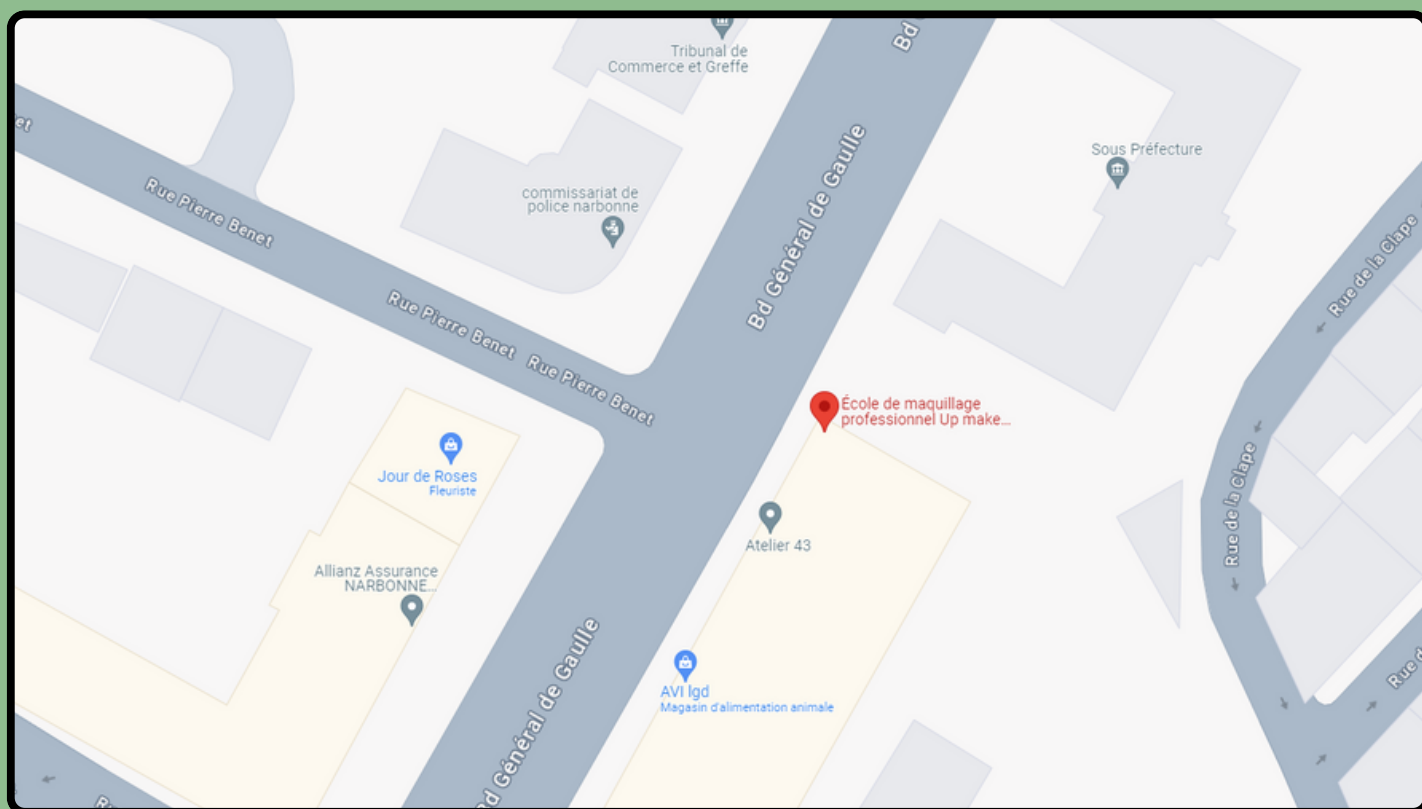 Tribunal de
Commerce et Greffe
Bd
Bd Général de Gaulle
Sous Préfecture
commissariat de
police narbonne
Rue Pierre Benet
Rue Pierre Benet
Rue Pierre Benet
Rue de la Clape
École de maquillage
professionnel Up make...
Jour de Roses
Fleuriste
Rue de la Clape
Atelier 43
Allianz Assurance
NARBONNE...
Bd Général de Gaulle
AVI lgd
Magasin d'alimentation animale